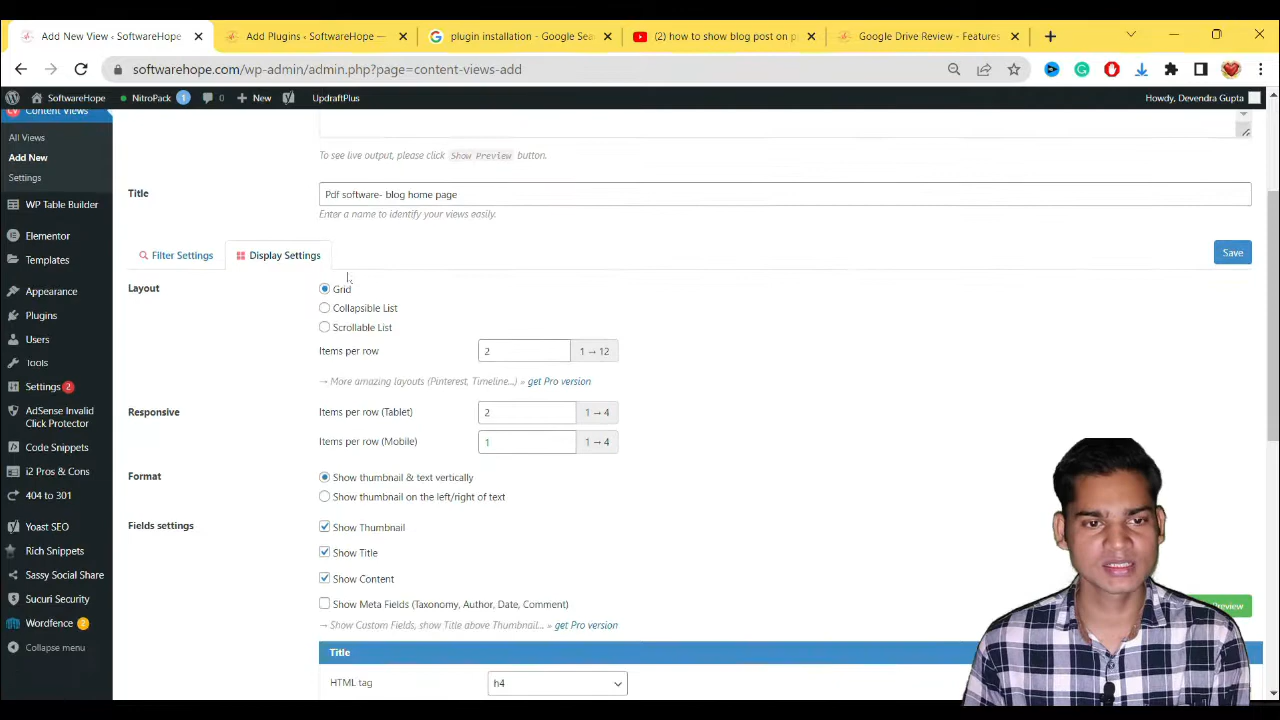 Add New View ‹ SoftwareHope
Add Plugins ‹ SoftwareHope —
plugin installation - Google Sea
(2) how to show blog post on p
Google Drive Review - Features
softwarehope.com/wp-admin/admin.php?page=content-views-add
SoftwareHope
NitroPack 1
0
New
UpdraftPlus
Howdy, Devendra Gupta
Content Views
All Views
Add New
Settings
WP Table Builder
Elementor
Templates
Appearance
Plugins
Users
Tools
Settings 2
AdSense Invalid
Click Protector
Code Snippets
i2 Pros & Cons
404 to 301
Yoast SEO
Rich Snippets
Sassy Social Share
Sucuri Security
Wordfence 2
Collapse menu
To see live output, please click Show Preview button.
Title
Pdf software- blog home page
Enter a name to identify your views easily.
Filter Settings
Display Settings
Save
Layout
Grid
Collapsible List
Scrollable List
Items per row
2
1 → 12
→ More amazing layouts (Pinterest, Timeline...) » get Pro version
Responsive
Items per row (Tablet)
2
1 → 4
Items per row (Mobile)
1
1 → 4
Format
Show thumbnail & text vertically
Show thumbnail on the left/right of text
Fields settings
Show Thumbnail
Show Title
Show Content
Show Meta Fields (Taxonomy, Author, Date, Comment)
Preview
→ Show Custom Fields, show Title above Thumbnail... » get Pro version
Title
HTML tag
h4